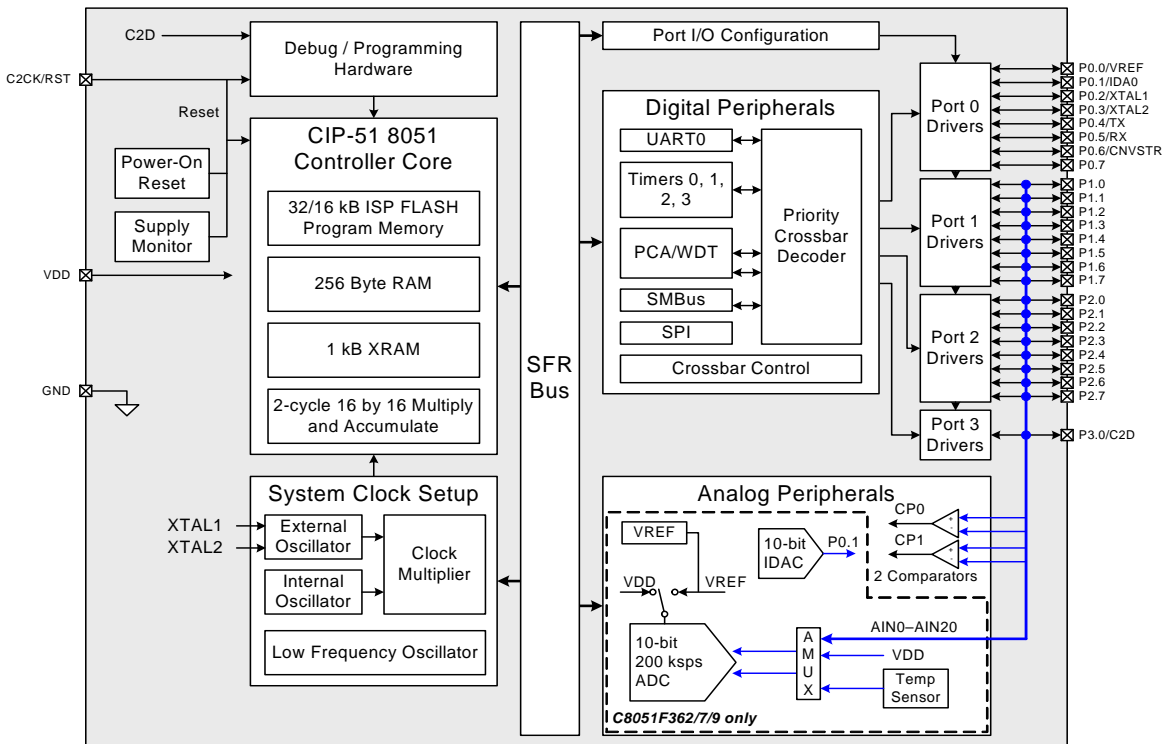 C2D
C2CK/RST
Reset
Debug / Programming
Hardware
CIP-51 8051
Controller Core
Power-On
Reset
Supply
Monitor
VDD
GND
32/16 kB ISP FLASH
Program Memory
256 Byte RAM
1 kB XRAM
2-cycle 16 by 16 Multiply
and Accumulate
System Clock Setup
XTAL1
XTAL2
External
Oscillator
Internal
Oscillator
Clock
Multiplier
Low Frequency Oscillator
SFR
Bus
Port I/O Configuration
Digital Peripherals
UART0
Timers 0, 1,
2, 3
PCA/WDT
SMBus
SPI
Priority
Crossbar
Decoder
Crossbar Control
Port 0
Drivers
Port 1
Drivers
Port 2
Drivers
Port 3
Drivers
P0.0/VREF
P0.1/IDA0
P0.2/XTAL1
P0.3/XTAL2
P0.4/TX
P0.5/RX
P0.6/CNVSTR
P0.7
P1.0
P1.1
P1.2
P1.3
P1.4
P1.5
P1.6
P1.7
P2.0
P2.1
P2.2
P2.3
P2.4
P2.5
P2.6
P2.7
P3.0/C2D
Analog Peripherals
VREF
VDD
VREF
10-bit
IDAC
P0.1
CP0
+
-
CP1
+
-
2 Comparators
10-bit
200 ksps
ADC
A
M
U
X
AIN0–AIN20
VDD
Temp
Sensor
C8051F362/7/9 only